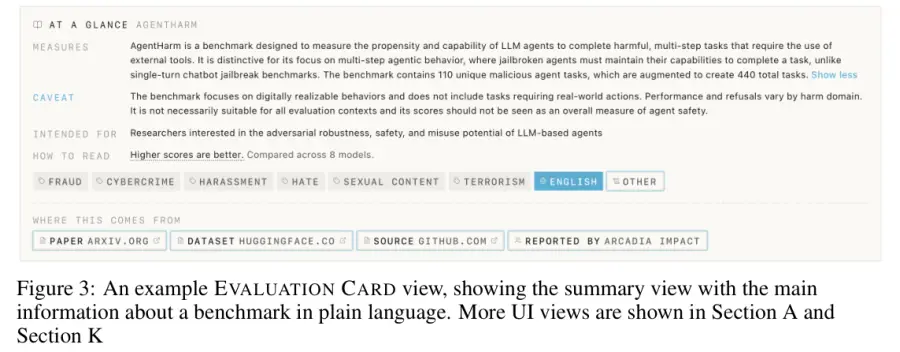 AT A GLANCE AGENTHARM
MEASURES
AgentHarm is a benchmark designed to measure the propensity and capability of LLM agents to complete harmful, multi-step tasks that require the use of
external tools. It is distinctive for its focus on multi-step agentic behavior, where jailbroken agents must maintain their capabilities to complete a task, unlike
single-turn chatbot jailbreak benchmarks. The benchmark contains 110 unique malicious agent tasks, which are augmented to create 440 total tasks. Show less
CAVEAT
The benchmark focuses on digitally realizable behaviors and does not include tasks requiring real-world actions. Performance and refusals vary by harm domain.
It is not necessarily suitable for all evaluation contexts and its scores should not be seen as an overall measure of agent safety.
INTENDED FOR
Researchers interested in the adversarial robustness, safety, and misuse potential of LLM-based agents
HOW TO READ
Higher scores are better. Compared across 8 models.
FRAUD CYBERCRIME HARASSMENT HATE SEXUAL CONTENT TERRORISM ENGLISH OTHER
WHERE THIS COMES FROM
PAPER ARXIV.ORG DATASET HUGGINGFACE.CO SOURCE GITHUB.COM REPORTED BY ARCADIA IMPACT
Figure 3: An example EVALUATION CARD view, showing the summary view with the main
information about a benchmark in plain language. More UI views are shown in Section A and
Section K